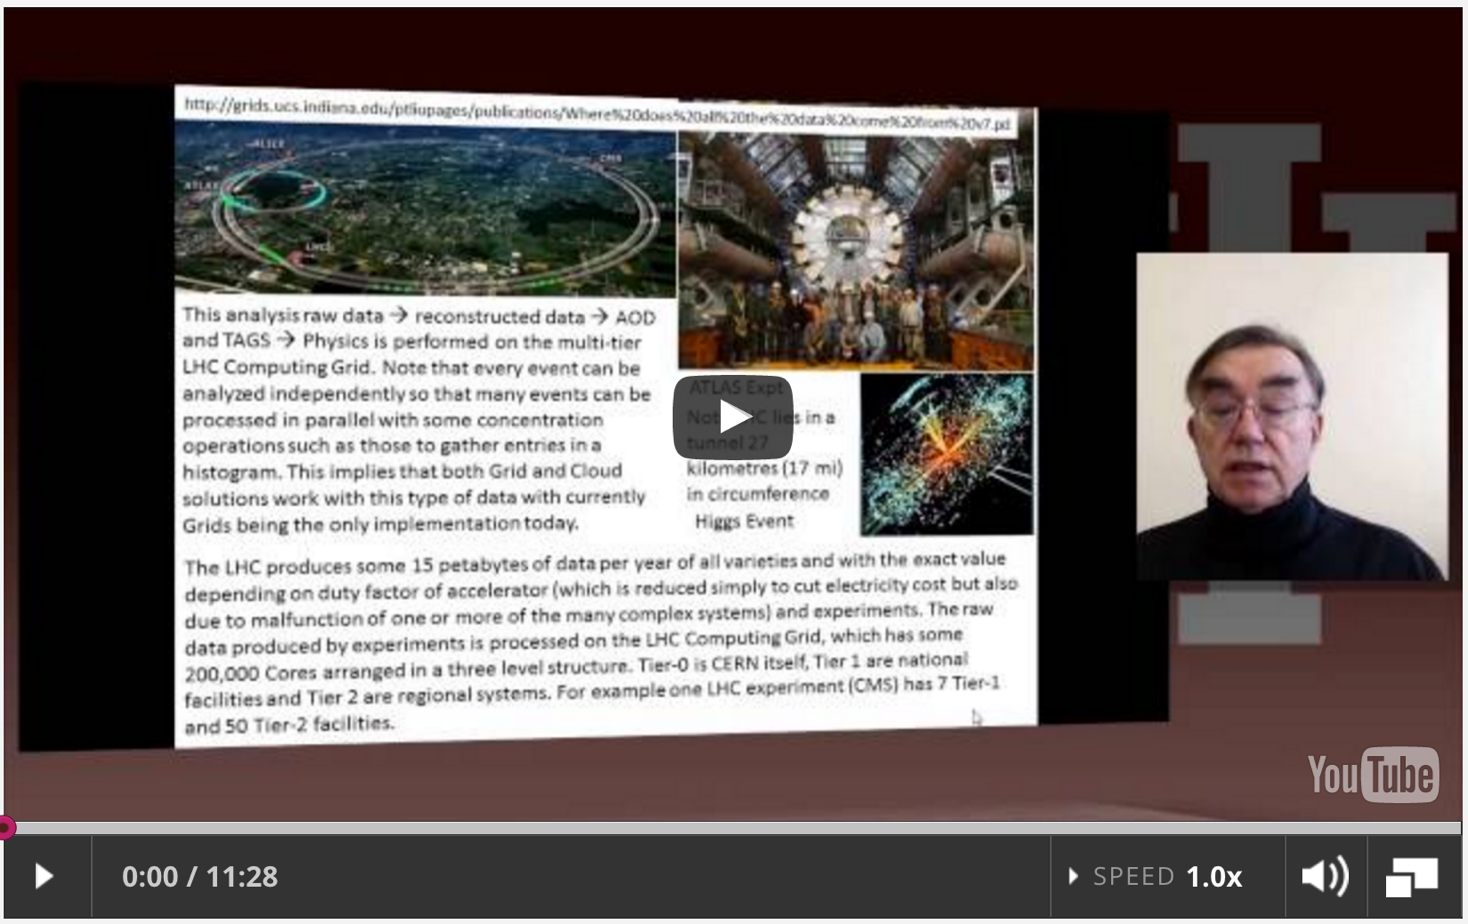 http://grids.ucs.indiana.edu/ptliupages/publications/Where%20does%20all%20the%20data%20come%20from%20v7.pd
ALICE
CMS
ATLAS
LHCb
This analysis raw data → reconstructed data → AOD
and TAGS → Physics is performed on the multi-tier
LHC Computing Grid. Note that every event can be
analyzed independently so that many events can be
processed in parallel with some concentration
operations such as those to gather entries in a
histogram. This implies that both Grid and Cloud
solutions work with this type of data with currently
Grids being the only implementation today.
ATLAS Expt
Note LHC lies in a
tunnel 27
kilometres (17 mi)
in circumference
Higgs Event
The LHC produces some 15 petabytes of data per year of all varieties and with the exact value
depending on duty factor of accelerator (which is reduced simply to cut electricity cost but also
due to malfunction of one or more of the many complex systems) and experiments. The raw
data produced by experiments is processed on the LHC Computing Grid, which has some
200,000 Cores arranged in a three level structure. Tier-0 is CERN itself, Tier 1 are national
facilities and Tier 2 are regional systems. For example one LHC experiment (CMS) has 7 Tier-1
and 50 Tier-2 facilities.
YouTube
0:00 / 11:28
SPEED 1.0x